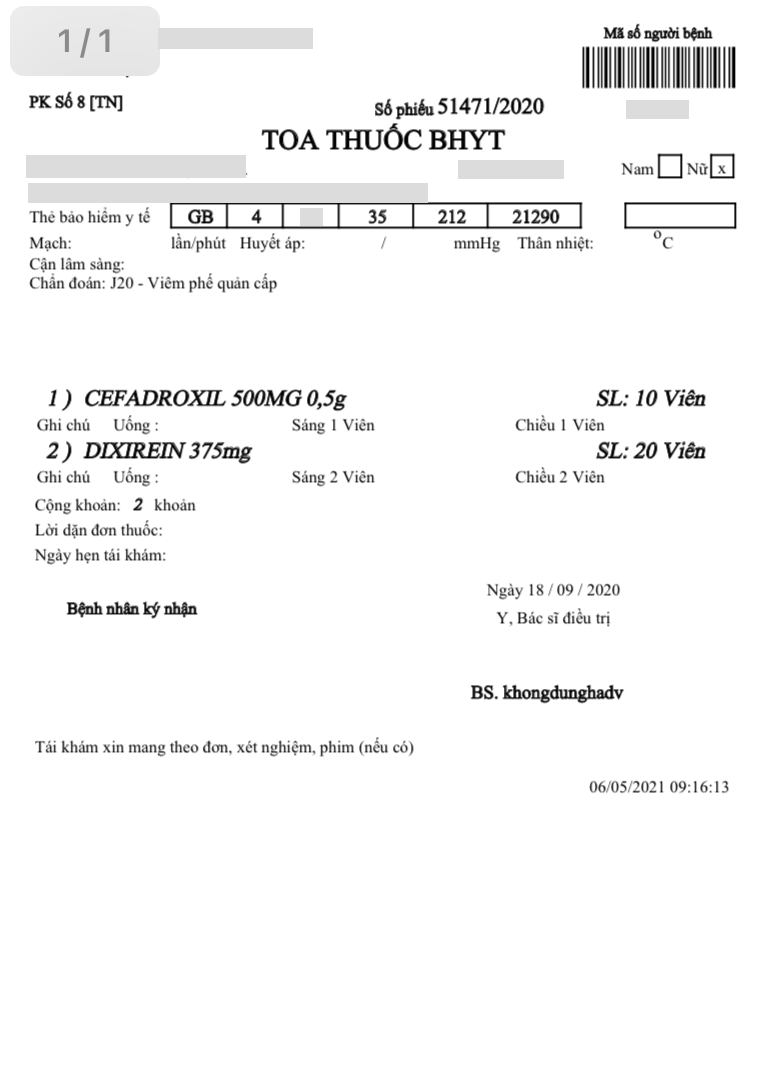 1/1
Mã số người bệnh
PK Số 8 [TN]
Số phiếu 51471/2020
TOA THUỐC BHYT
Nam Nữ x
Thẻ bảo hiểm y tế GB 4 35 212 21290
Mạch: lần/phút Huyết áp: / mmHg Thân nhiệt: °C
Cận lâm sàng:
Chẩn đoán: J20 - Viêm phế quản cấp
1 ) CEFADROXIL 500MG 0,5g SL: 10 Viên
Ghi chú Uống : Sáng 1 Viên Chiều 1 Viên
2 ) DIXIREIN 375mg SL: 20 Viên
Ghi chú Uống : Sáng 2 Viên Chiều 2 Viên
Cộng khoản: 2 khoản
Lời dặn đơn thuốc:
Ngày hẹn tái khám:
Ngày 18 / 09 / 2020
Bệnh nhân ký nhận
Y, Bác sĩ điều trị
BS. khongdunghadv
Tái khám xin mang theo đơn, xét nghiệm, phim (nếu có)
06/05/2021 09:16:13